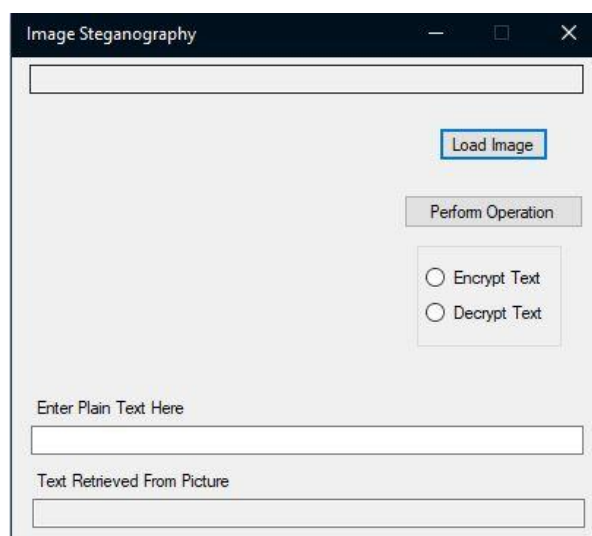 Image Steganography
Load Image
Perform Operation
Encrypt Text
Decrypt Text
Enter Plain Text Here
Text Retrieved From Picture